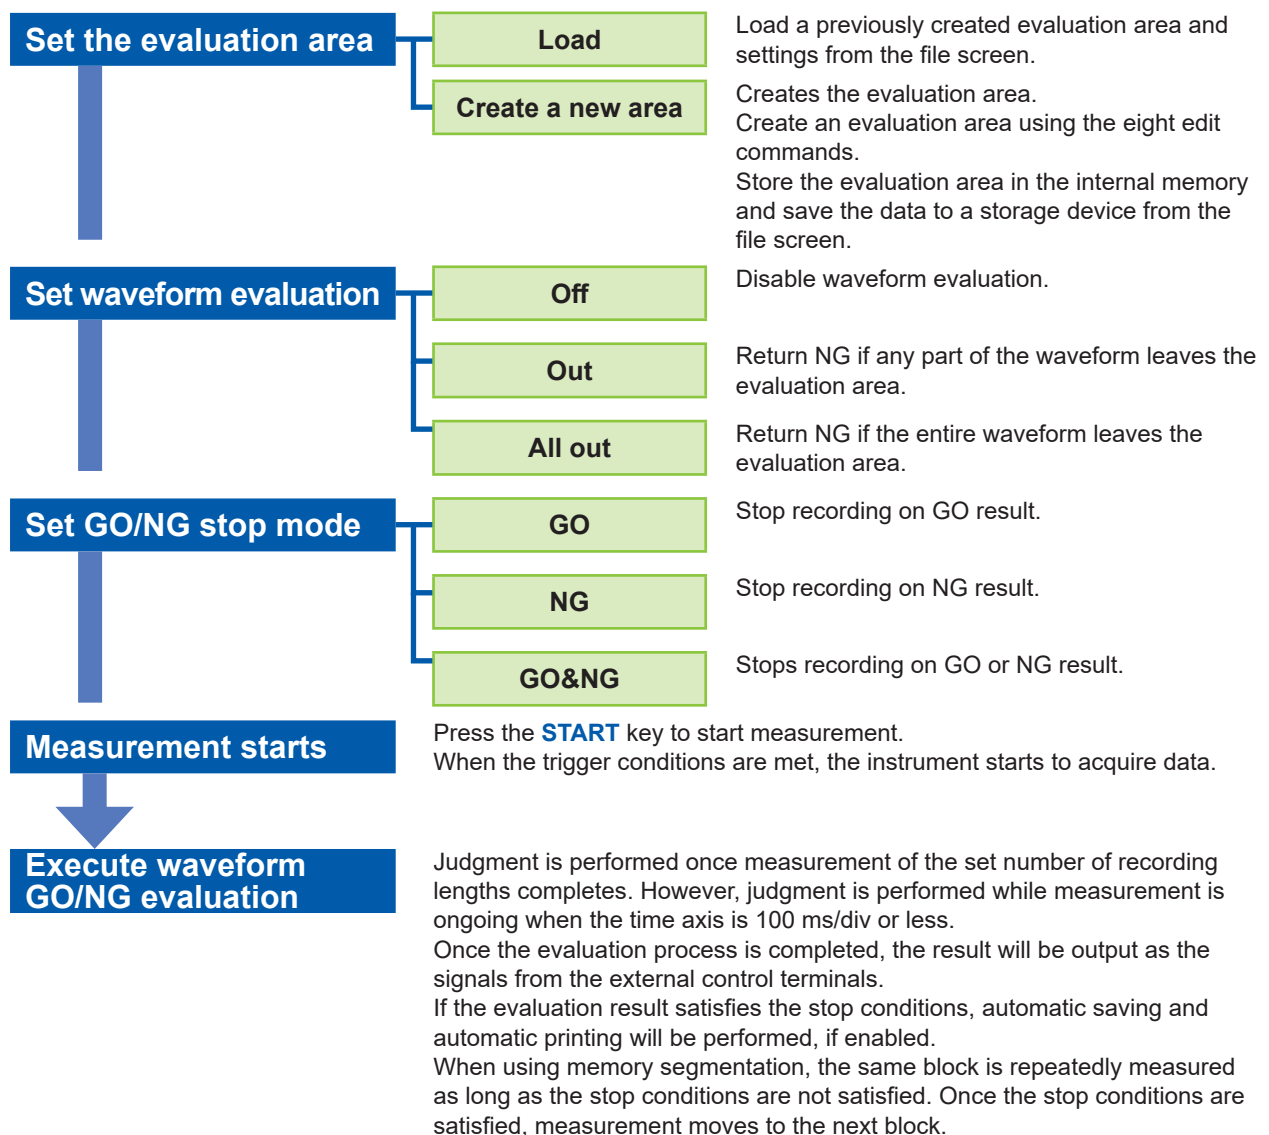 Set the evaluation area
Load
Load a previously created evaluation area and
settings from the file screen.
Create a new area
Creates the evaluation area.
Create an evaluation area using the eight edit
commands.
Store the evaluation area in the internal memory
and save the data to a storage device from the
file screen.
Set waveform evaluation
Off
Disable waveform evaluation.
Out
Return NG if any part of the waveform leaves the
evaluation area.
All out
Return NG if the entire waveform leaves the
evaluation area.
Set GO/NG stop mode
GO
Stop recording on GO result.
NG
Stop recording on NG result.
GO&NG
Stops recording on GO or NG result.
Measurement starts
Press the START key to start measurement.
When the trigger conditions are met, the instrument starts to acquire data.
Execute waveform
GO/NG evaluation
Judgment is performed once measurement of the set number of recording
lengths completes. However, judgment is performed while measurement is
ongoing when the time axis is 100 ms/div or less.
Once the evaluation process is completed, the result will be output as the
signals from the external control terminals.
If the evaluation result satisfies the stop conditions, automatic saving and
automatic printing will be performed, if enabled.
When using memory segmentation, the same block is repeatedly measured
as long as the stop conditions are not satisfied. Once the stop conditions are
satisfied, measurement moves to the next block.